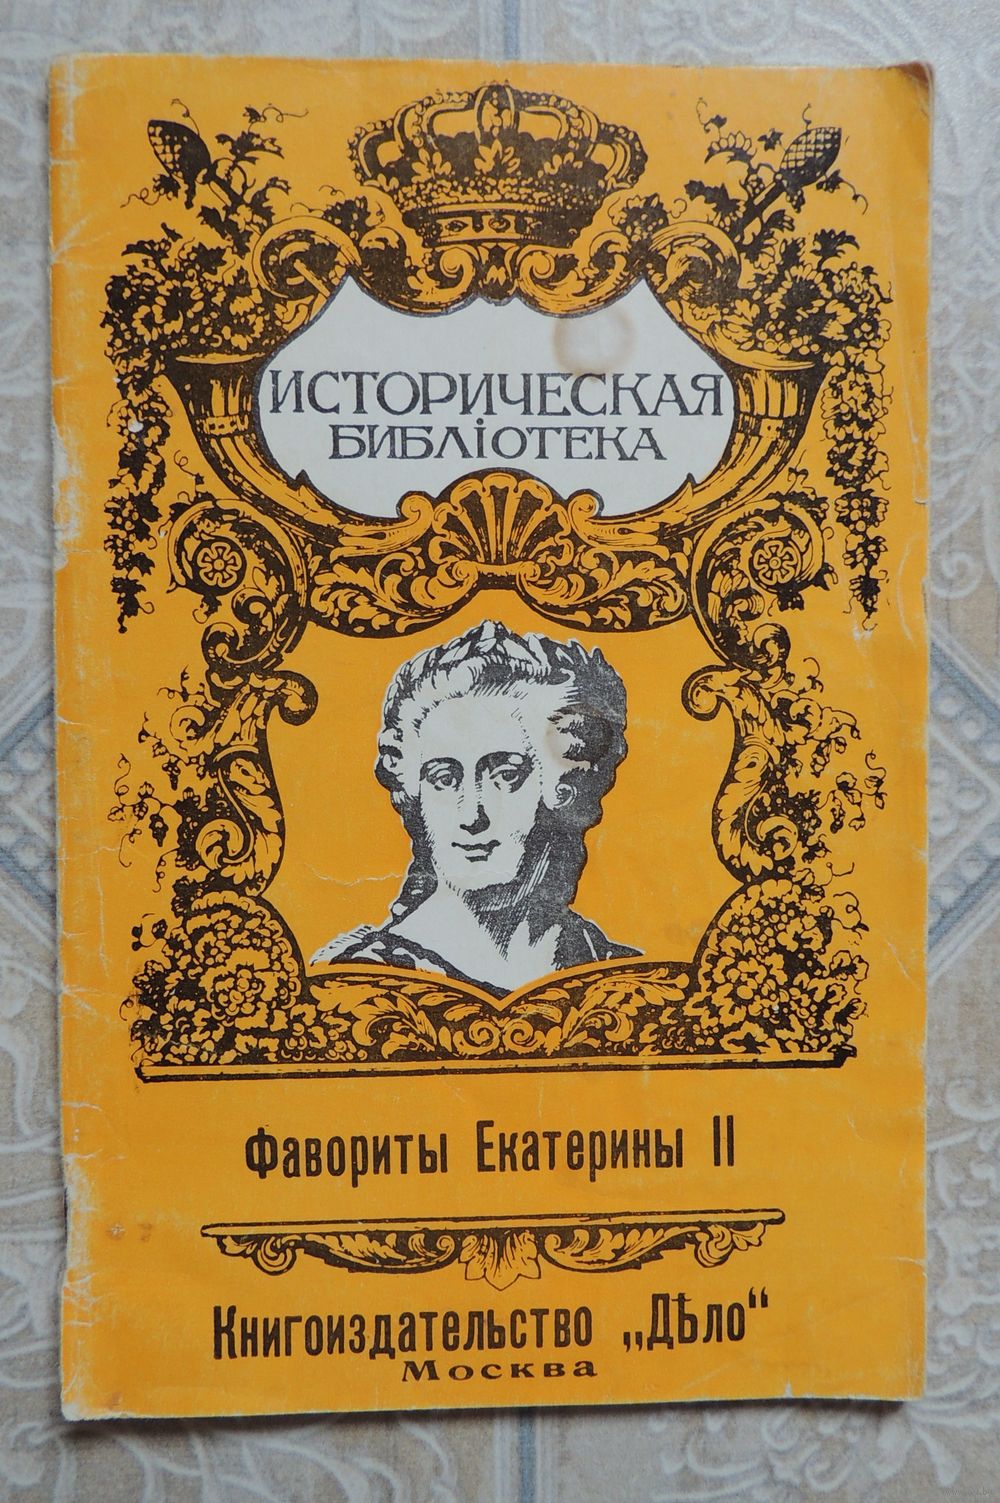 ИСТОРИЧЕСКАЯ
БИБЛіОТЕКА
Фавориты Екатерины II
Книгоиздательство „Дѣло“
Москва